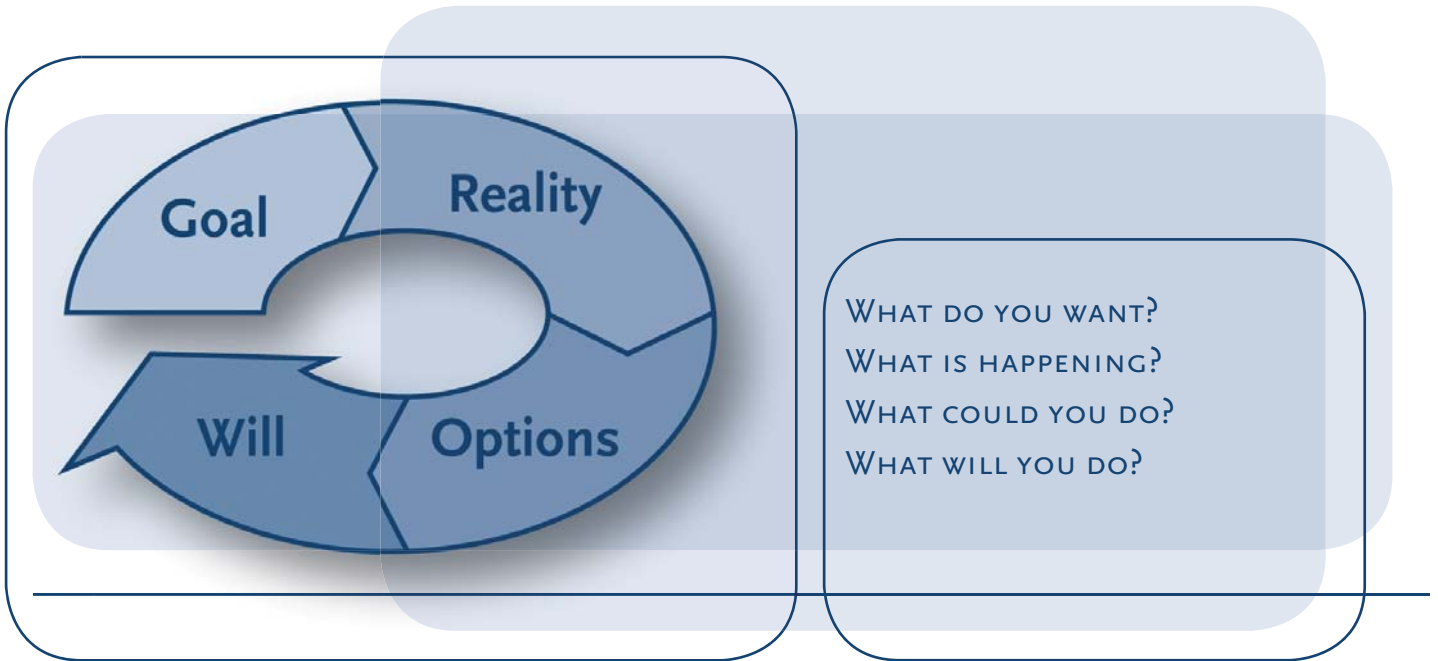 Goal
Reality
Options
Will
What do you want?
What is happening?
What could you do?
What will you do?